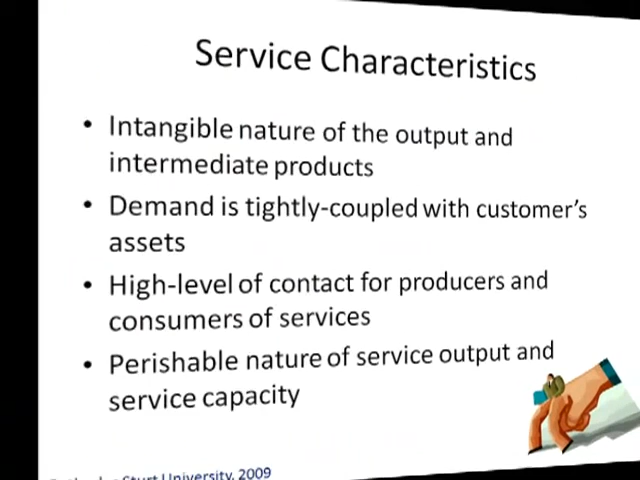 Service Characteristics
• Intangible nature of the output and
intermediate products
• Demand is tightly-coupled with customer's
assets
• High-level of contact for producers and
consumers of services
• Perishable nature of service output and
service capacity
Sturt University, 2009